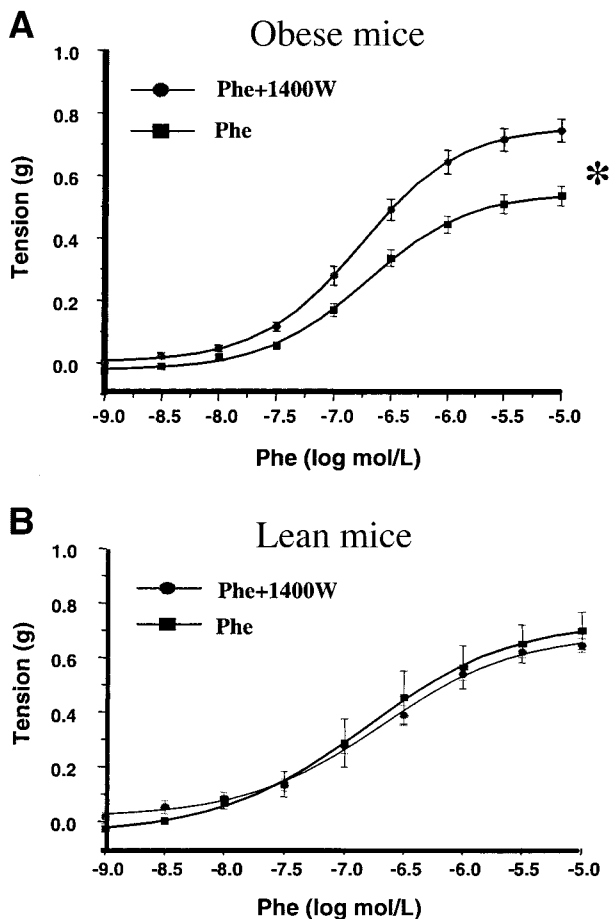 A
Obese mice
1.0
Phe+1400W
0.8
Phe
*
0.6
Tension (g)
0.4
0.2
0.0
-9.0 -8.5 -8.0 -7.5 -7.0 -6.5 -6.0 -5.5 -5.0
Phe (log mol/L)
B
Lean mice
1.0
Phe+1400W
0.8
Phe
0.6
Tension (g)
0.4
0.2
0.0
-9.0 -8.5 -8.0 -7.5 -7.0 -6.5 -6.0 -5.5 -5.0
Phe (log mol/L)